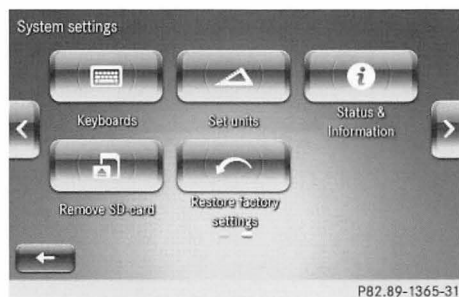 System settings
Keyboards
Set units
Status &
Information
Remove SD-card
Restore factory
settings
P82.89-1365-31